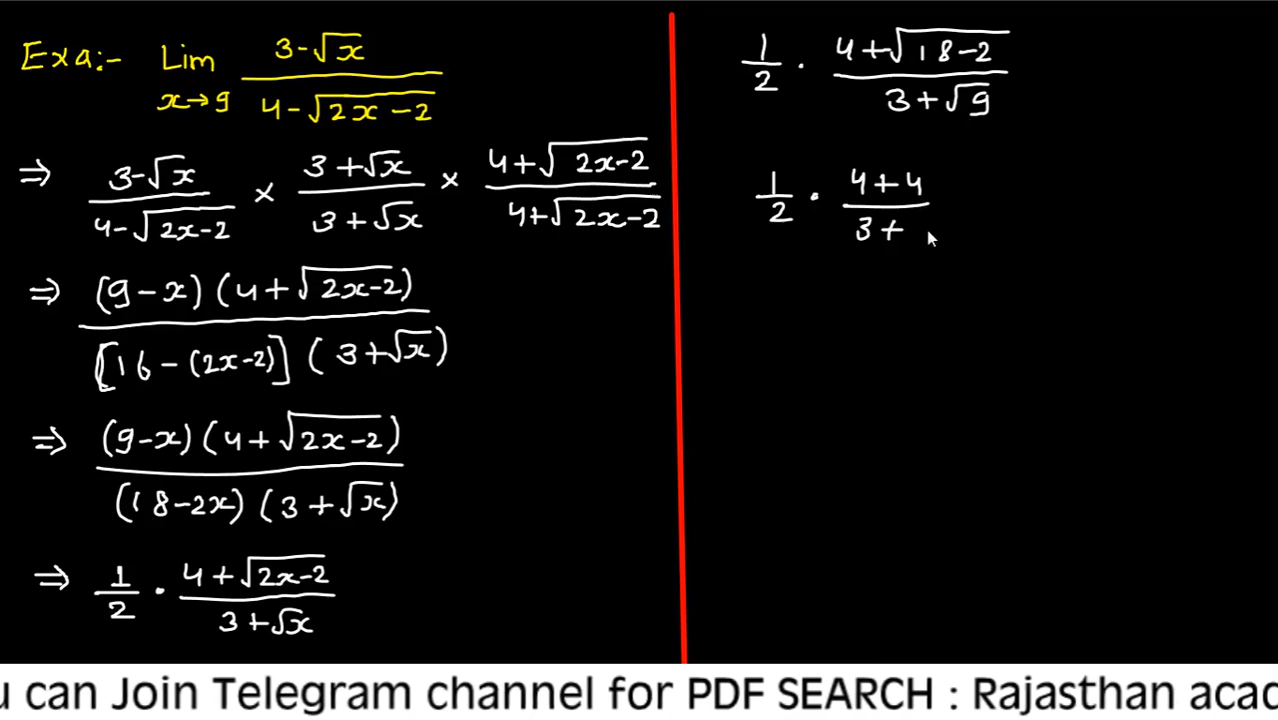 Exa:- Lim x→9 (3-√x)/(4-√(2x-2))
⇒ (3-√x)/(4-√(2x-2)) × (3+√x)/(3+√x) × (4+√(2x-2))/(4+√(2x-2))
⇒ (9-x)(4+√(2x-2))/[16-(2x-2)](3+√x)
⇒ (9-x)(4+√(2x-2))/(18-2x)(3+√x)
⇒ 1/2 · (4+√(2x-2))/(3+√x)
1/2 · (4+√(18-2))/(3+√9)
1/2 · (4+4)/(3+
u can Join Telegram channel for PDF SEARCH : Rajasthan acad